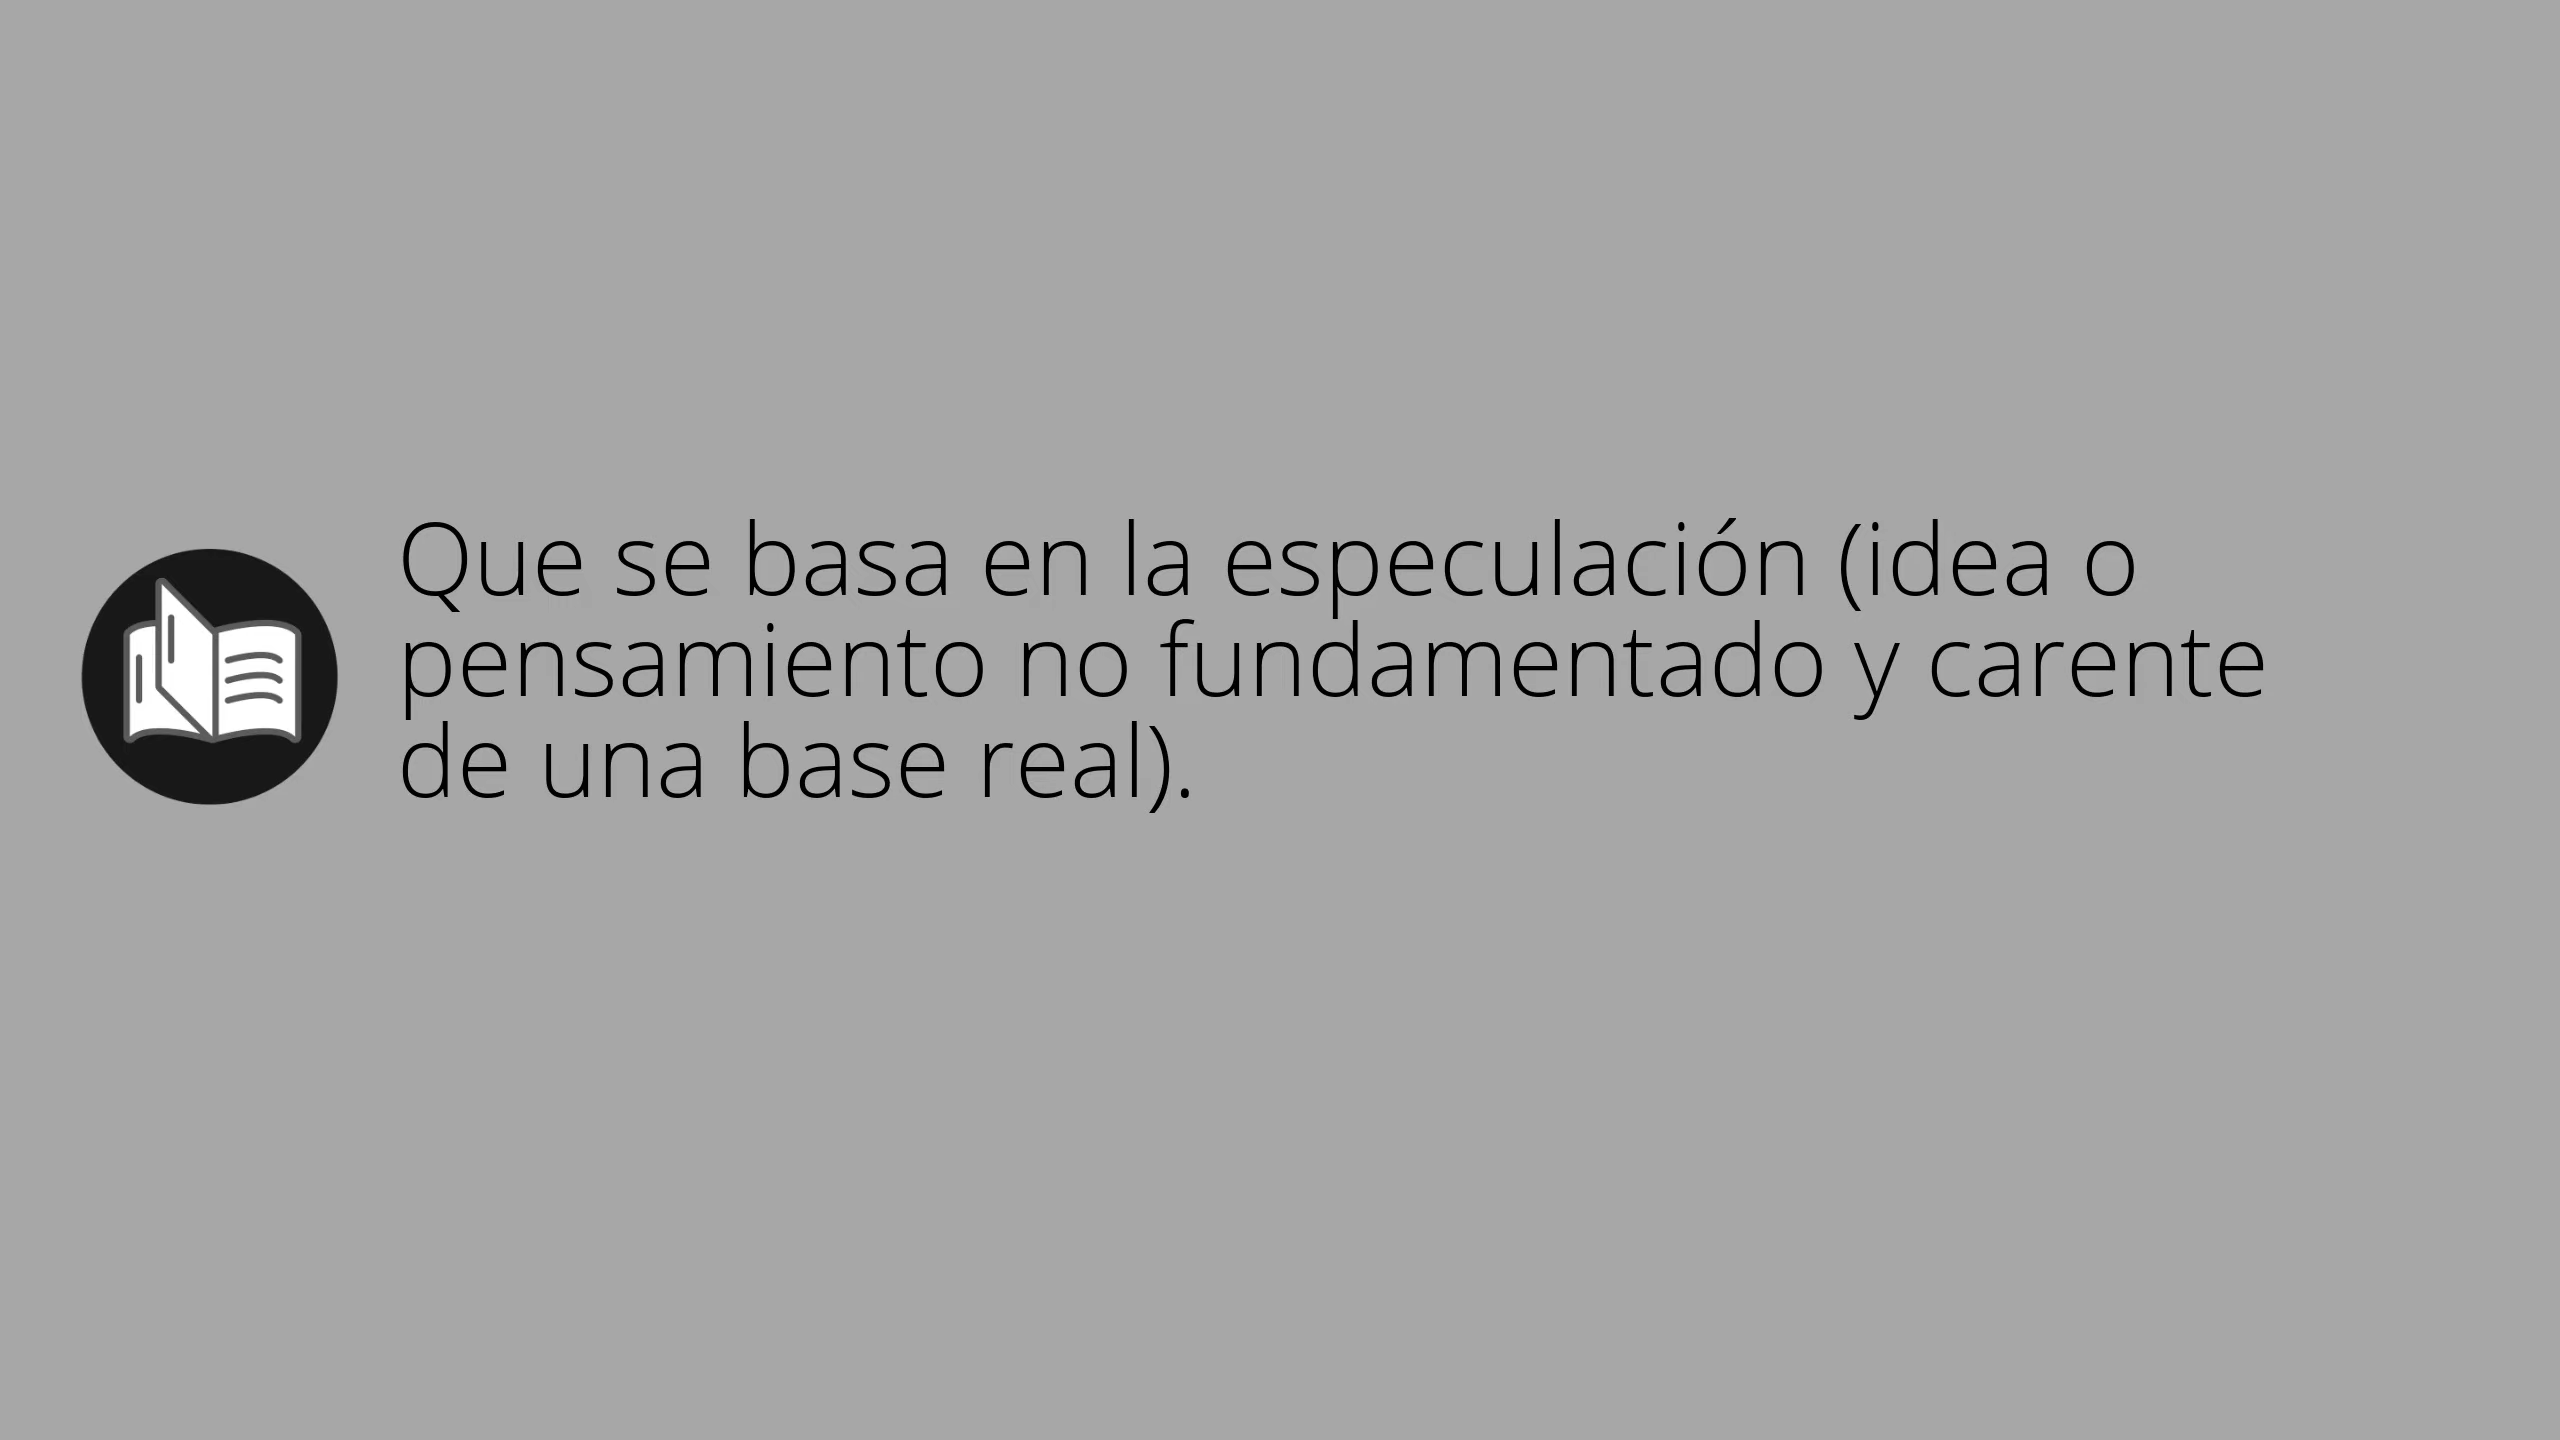 Que se basa en la especulación (idea o
pensamiento no fundamentado y carente
de una base real).